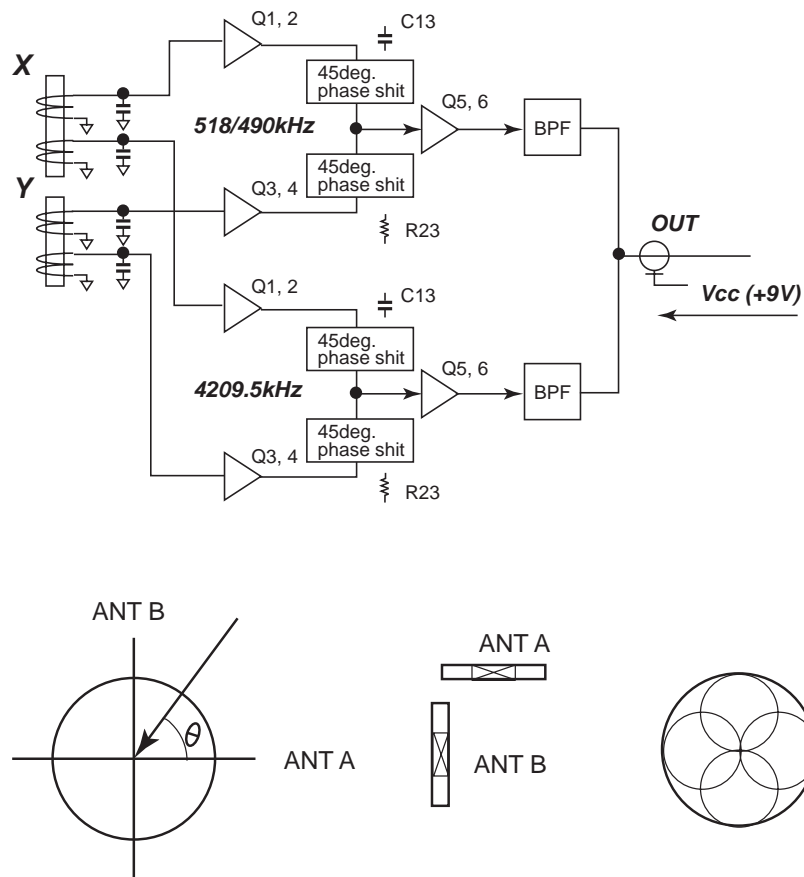 Q1, 2
C13
X
45deg.
phase shit
Q5, 6
518/490kHz
BPF
45deg.
phase shit
Y
Q3, 4
R23
OUT
Q1, 2
C13
Vcc (+9V)
45deg.
phase shit
Q5, 6
4209.5kHz
BPF
45deg.
phase shit
Q3, 4
R23
ANT B
θ
ANT A
ANT A
ANT B